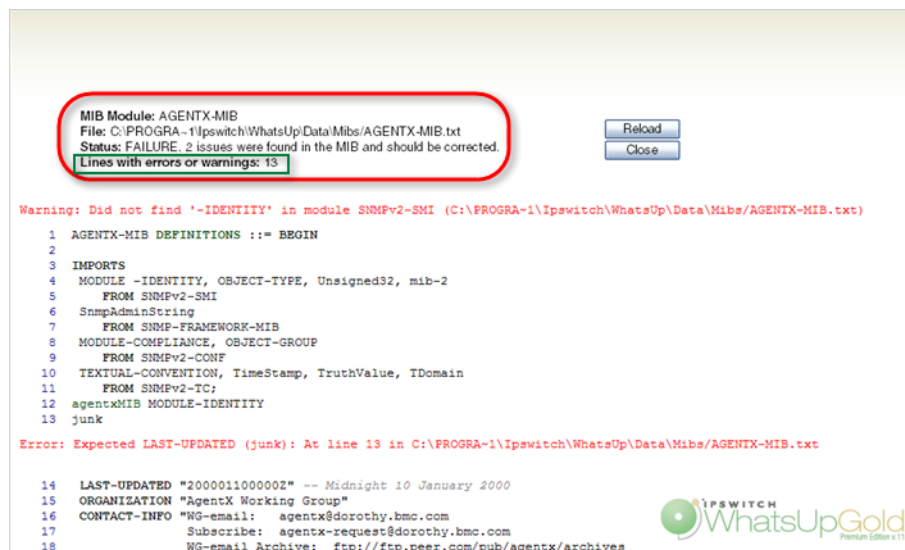 MIB Module: AGENTX-MIB
File: C:\PROGRA~1\Ipswitch\WhatsUp\Data\Mibs/AGENTX-MIB.txt
Status: FAILURE. 2 issues were found in the MIB and should be corrected.
Lines with errors or warnings: 13
Reload
Close
Warning: Did not find '-IDENTITY' in module SNMPv2-SMI (C:\PROGRA~1\Ipswitch\WhatsUp\Data\Mibs/AGENTX-MIB.txt)
1 AGENTX-MIB DEFINITIONS ::= BEGIN
2
3 IMPORTS
4 MODULE -IDENTITY, OBJECT-TYPE, Unsigned32, mib-2
5 FROM SNMPv2-SMI
6 SnmpAdminString
7 FROM SNMP-FRAMEWORK-MIB
8 MODULE-COMPLIANCE, OBJECT-GROUP
9 FROM SNMPv2-CONF
10 TEXTUAL-CONVENTION, TimeStamp, TruthValue, TDomain
11 FROM SNMPv2-TC;
12 agentxMIB MODULE-IDENTITY
13 junk
Error: Expected LAST-UPDATED (junk): At line 13 in C:\PROGRA~1\Ipswitch\WhatsUp\Data\Mibs/AGENTX-MIB.txt
14 LAST-UPDATED "200001100000Z" -- Midnight 10 January 2000
15 ORGANIZATION "AgentX Working Group"
16 CONTACT-INFO "WG-email: agentx@dorothy.bmc.com
17 Subscribe: agentx-request@dorothy.bmc.com
18 WG-email Archive: ftp://ftp.peer.com/pub/agentx/archives
IPSWITCH
WhatsUpGold
Premium Edition v.11